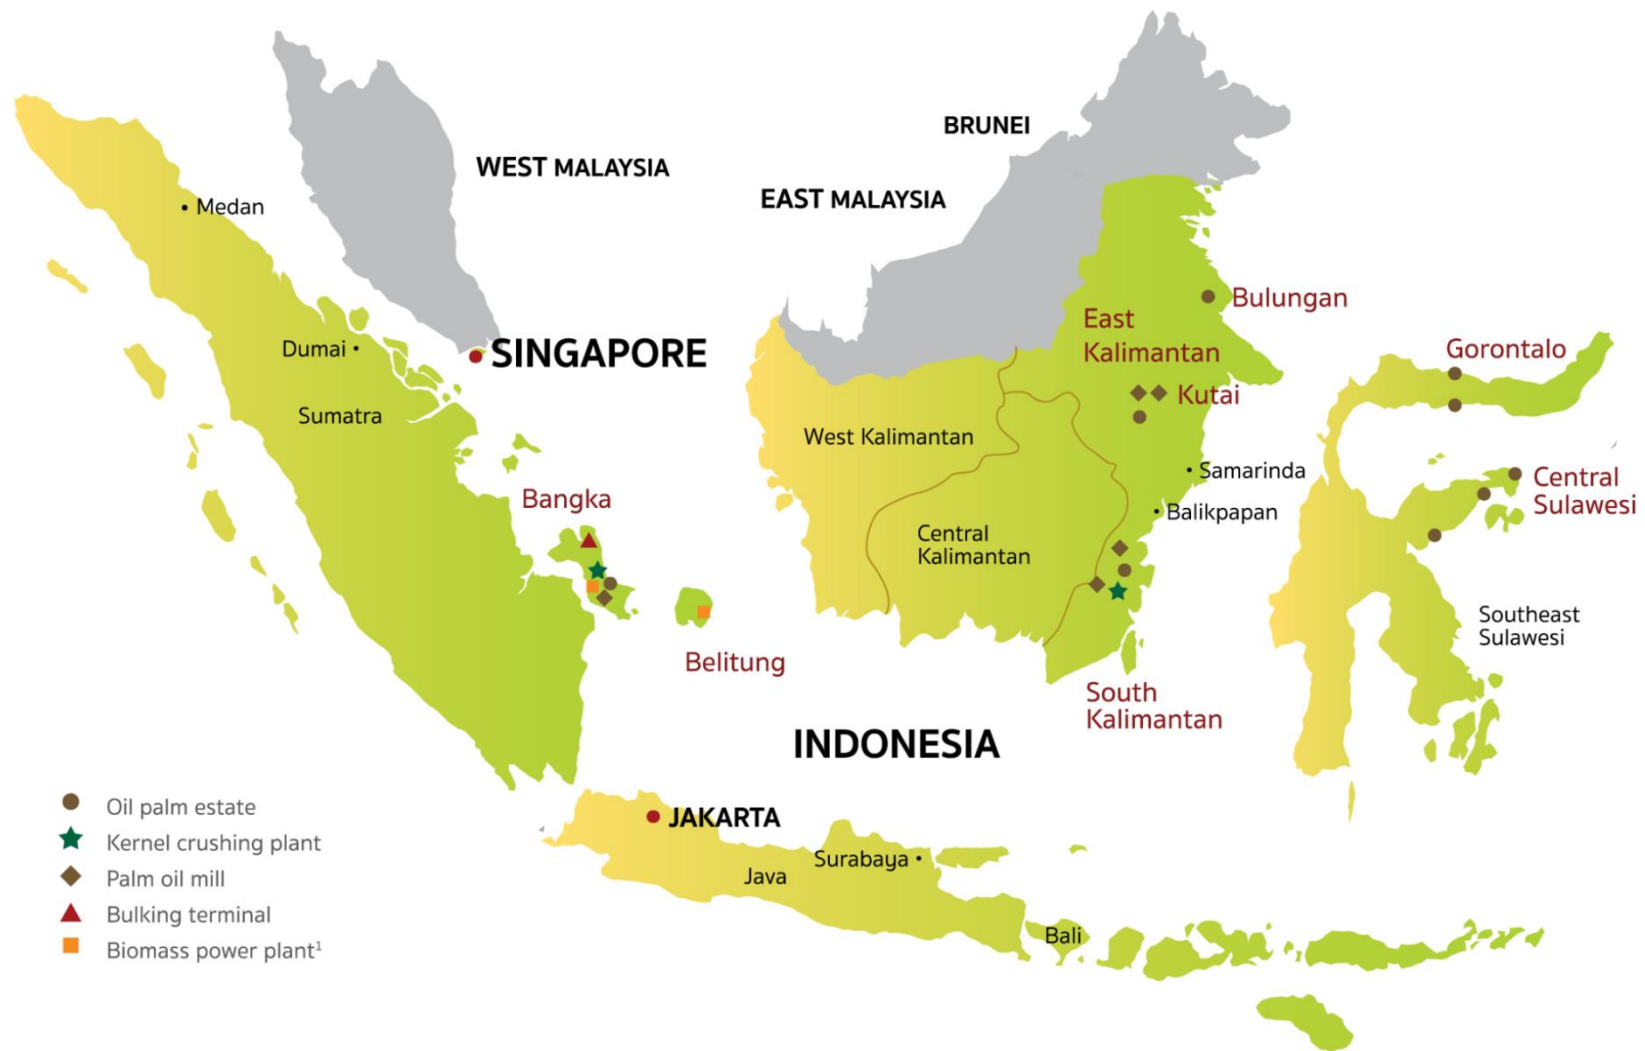 BRUNEI
WEST MALAYSIA
EAST MALAYSIA
Medan
Bulungan
East
Kalimantan
Dumai
SINGAPORE
Gorontalo
Kutai
Sumatra
West Kalimantan
Samarinda
Central
Sulawesi
Bangka
Balikpapan
Central
Kalimantan
Southeast
Sulawesi
Belitung
South
Kalimantan
INDONESIA
Oil palm estate
Kernel crushing plant
Palm oil mill
Bulking terminal
Biomass power plant¹
JAKARTA
Surabaya
Java
Bali